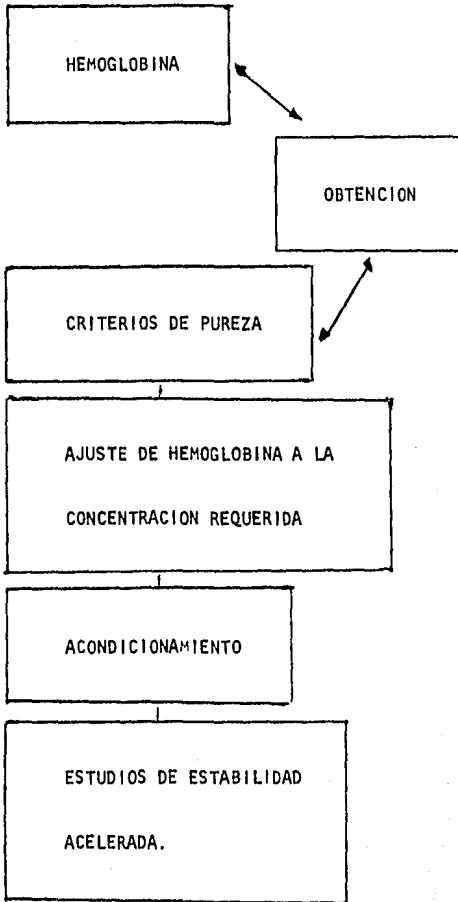 HEMOGLOBINA
OBTENCION
CRITERIOS DE PUREZA
AJUSTE DE HEMOGLOBINA A LA
CONCENTRACION REQUERIDA
ACONDICIONAMIENTO
ESTUDIOS DE ESTABILIDAD
ACELERADA.